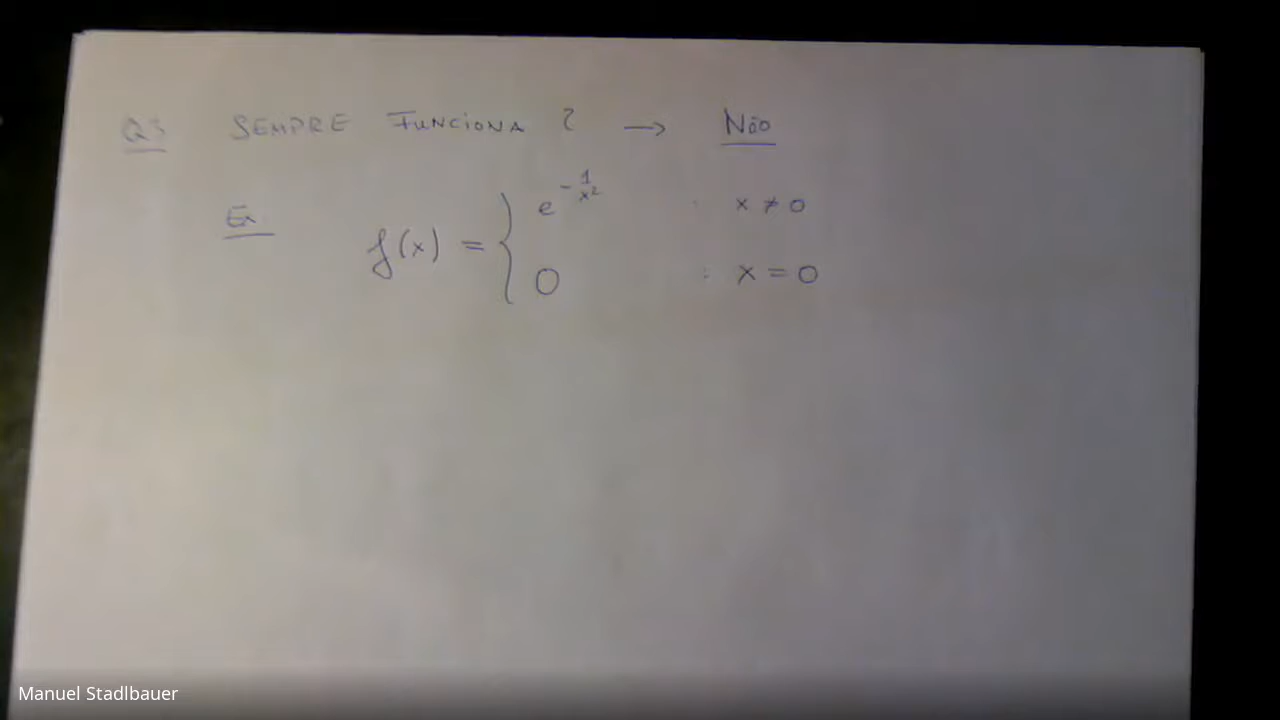 Q3 SEMPRE FUNCIONA ? → Não
Ex f(x) = { e^{-1/x²} : x ≠ 0
0 : x = 0
Manuel Stadlbauer